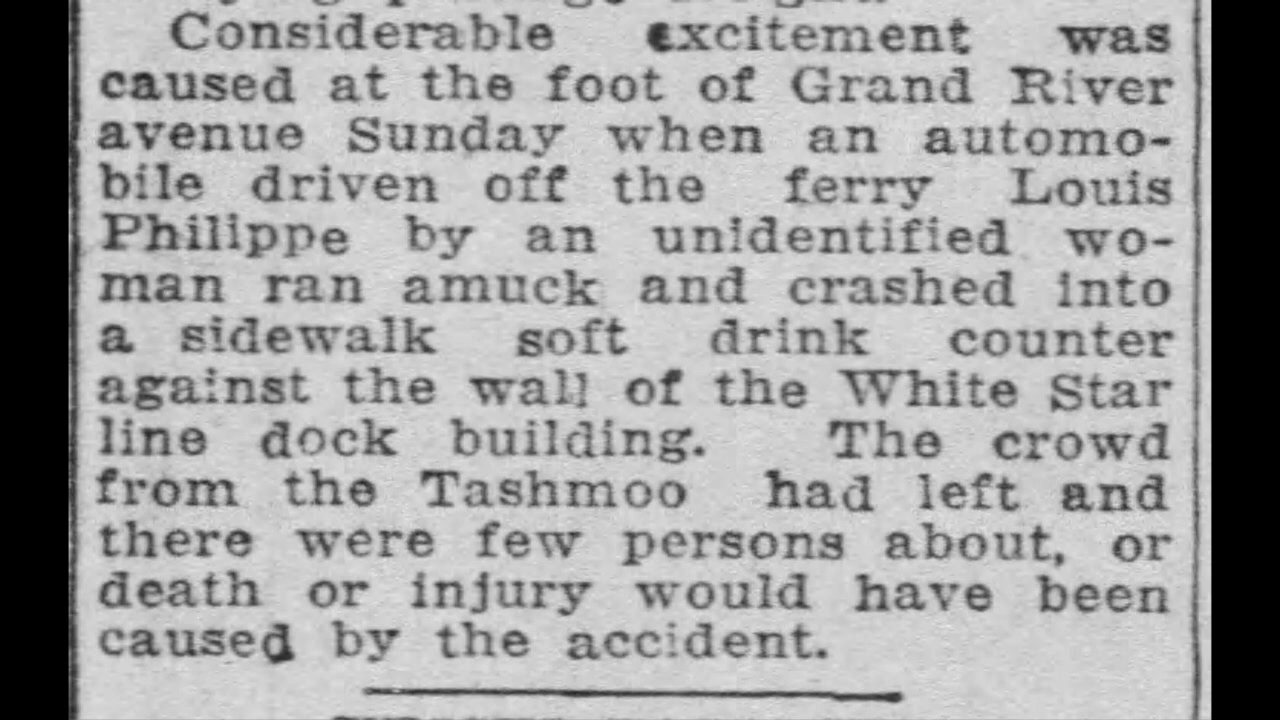 Considerable excitement was
caused at the foot of Grand River
avenue Sunday when an automo-
bile driven off the ferry Louis
Philippe by an unidentified wo-
man ran amuck and crashed into
a sidewalk soft drink counter
against the wall of the White Star
line dock building. The crowd
from the Tashmoo had left and
there were few persons about, or
death or injury would have been
caused by the accident.